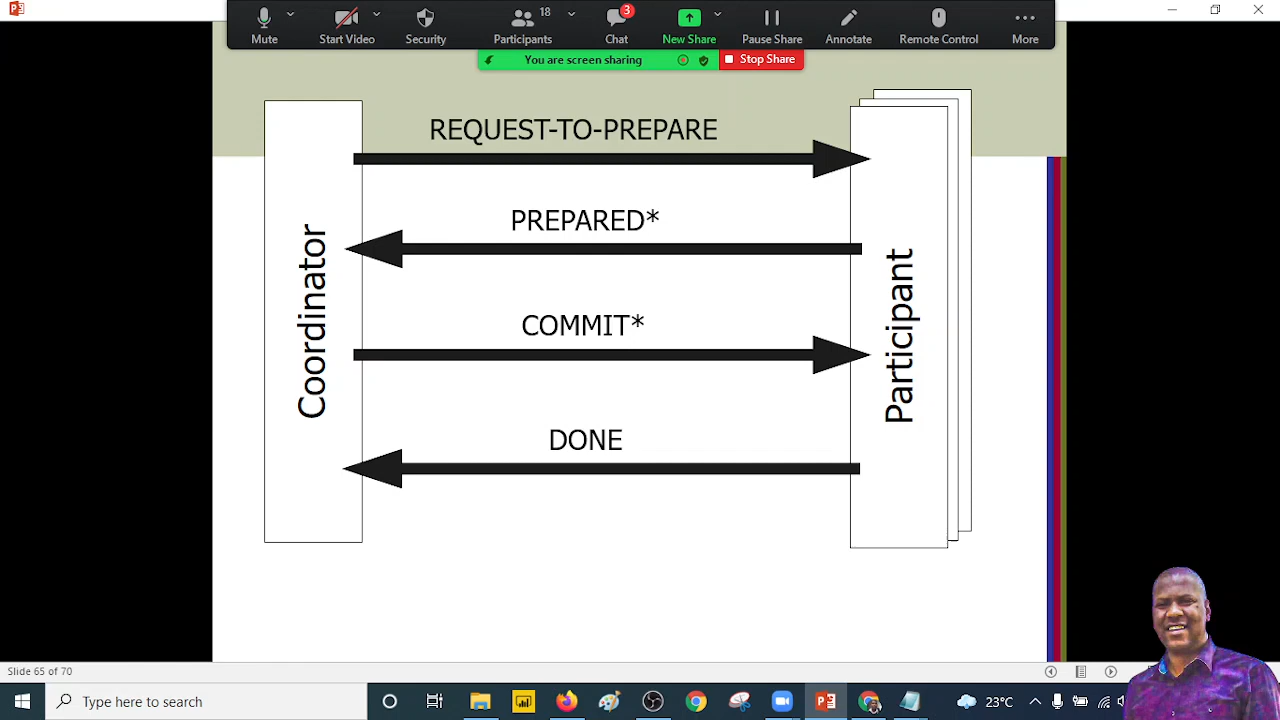 18
3
Mute
Start Video
Security
Participants
Chat
New Share
Pause Share
Annotate
Remote Control
More
You are screen sharing
Stop Share
REQUEST-TO-PREPARE
PREPARED*
COMMIT*
DONE
Coordinator
Participant
Slide 65 of 70
Type here to search
23°C